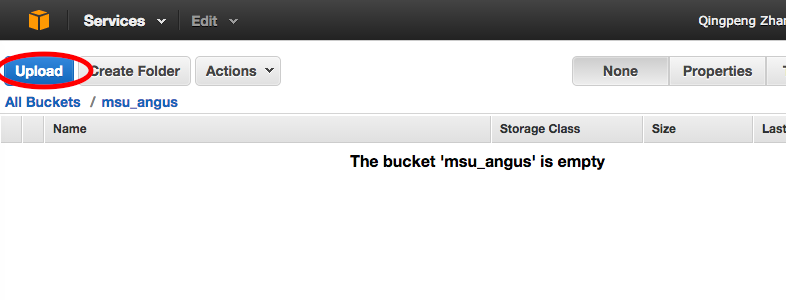 Services Edit Qingpeng Zhan
Upload Create Folder Actions None Properties
All Buckets / msu_angus
Name Storage Class Size Last
The bucket 'msu_angus' is empty